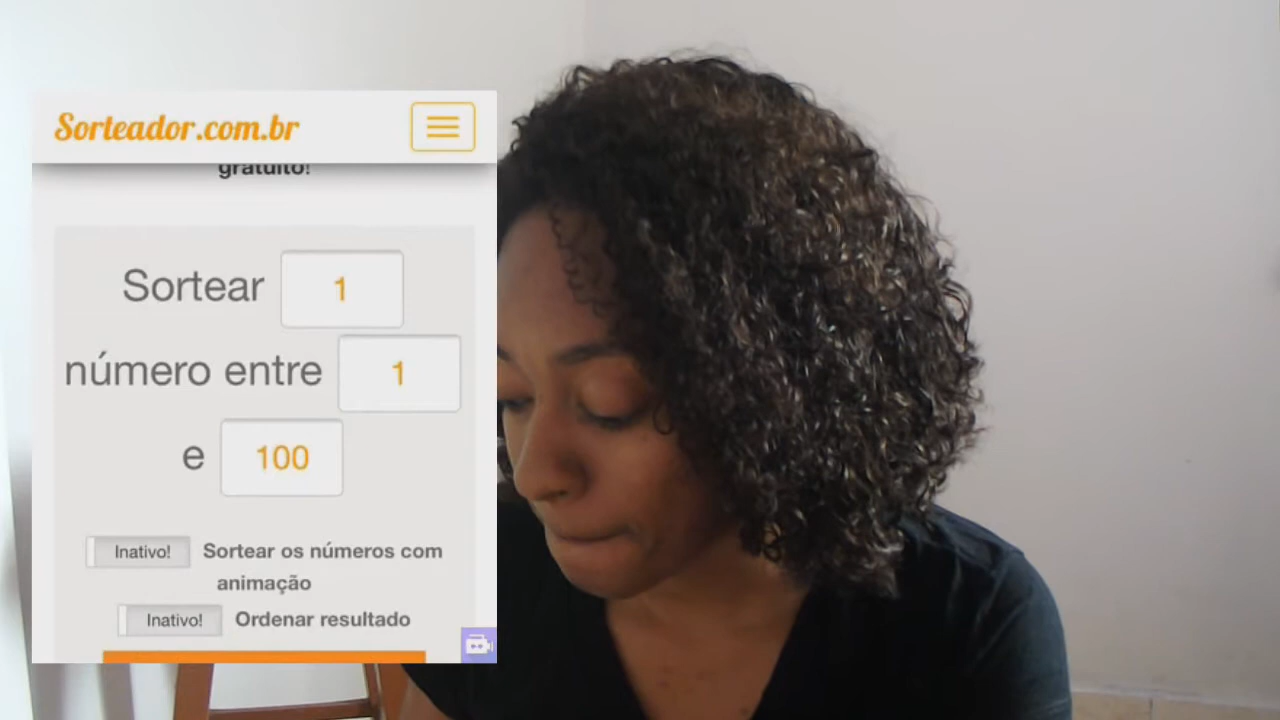 Sorteador.com.br
gratuito!
Sortear 1
número entre 1
e 100
Inativo! Sortear os números com
animação
Inativo! Ordenar resultado